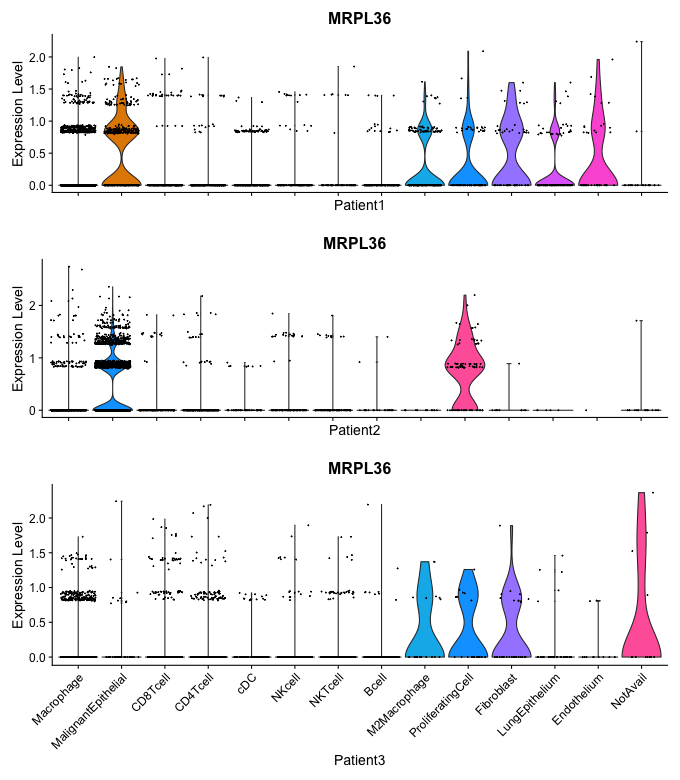 MRPL36
Expression Level
2.0
1.5
1.0
0.5
0.0
Patient1
MRPL36
Expression Level
2
1
0
Patient2
MRPL36
Expression Level
2.0
1.5
1.0
0.5
0.0
Macrophage
MalignantEpithelial
CD8Tcell
CD4Tcell
cDC
NKcell
NKTcell
Bcell
M2Macrophage
ProliferatingCell
Fibroblast
LungEpithelium
Endothelium
NotAvail
Patient3